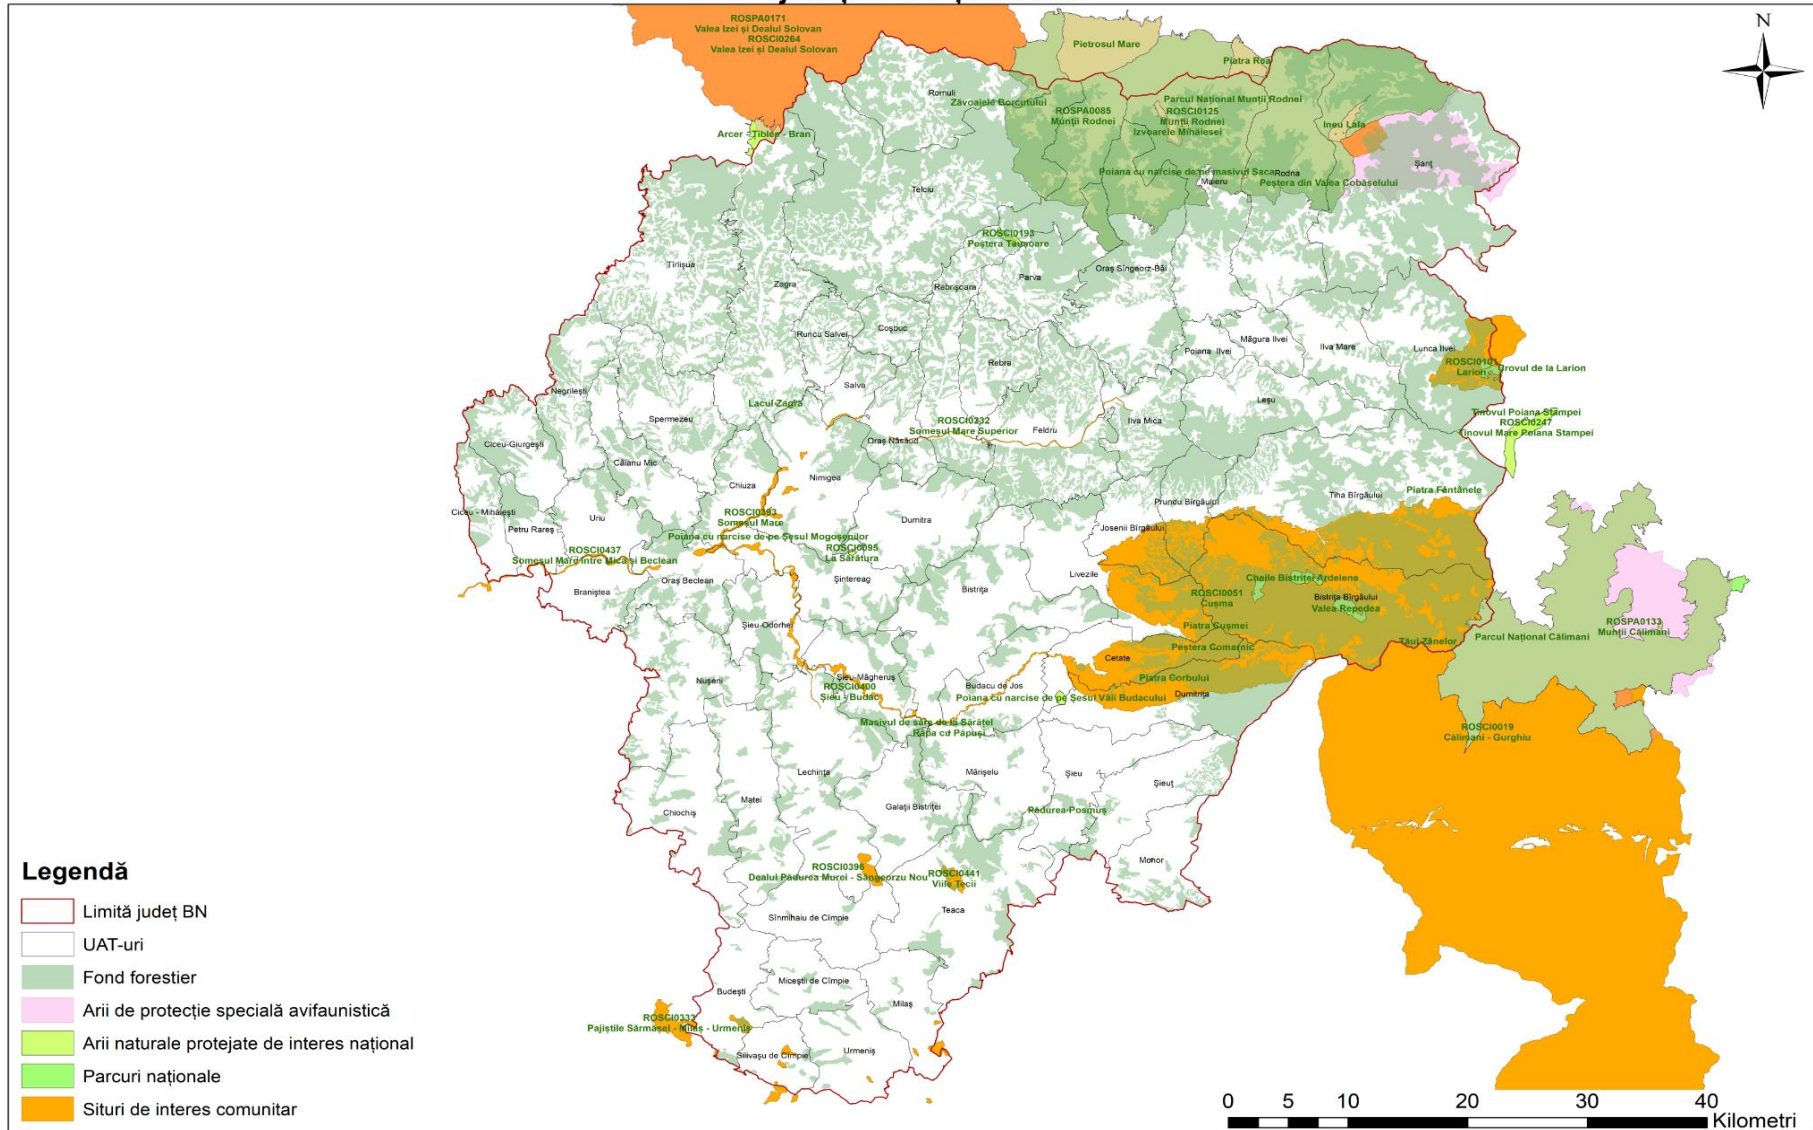 N
ROSPA0171
Valea Izei și Dealul Solovan
ROSCI0264
Valea Izei și Dealul Solovan
Pietrosul Mare
Piatra Rea
Romuli
Zăvoaiele Borcutului
ROSPA0085
Munții Rodnei
Parcul Național Munții Rodnei
ROSCI0125
Munții Rodnei
Izvoarele Mihăiesei
Ineu Lala
Arcer - Țibleș - Bran
Șanț
Poiana cu narcise de pe masivul Saca
Rodna
Maieru
Peștera din Valea Cobășelului
Telciu
ROSCI0193
Peștera Tăușoare
Tîrlișua
Parva
Oraș Sîngeorz-Băi
Zagra
Rebrișoara
Runcu Salvei
Coșbuc
Rebra
Poiana Ilvei
Măgura Ilvei
Ilva Mare
Lunca Ilvei
ROSCI0101
Larion
Drovul de la Larion
Negrilești
Salva
Lacul Zagra
Leșu
Spermezeu
ROSCI0232
Someșul Mare Superior
Feldru
Ilva Mică
Tinovul Poiana Stampei
ROSCI0247
Tinovul Mare Poiana Stampei
Ciceu-Giurgești
Oraș Năsăud
Căianu Mic
Chiuza
Nimigea
Prundu Bîrgăului
Tiha Bîrgăului
Piatra Fântânele
Ciceu - Mihăiești
Petru Rareș
Uriu
ROSCI0393
Someșul Mare
Dumitra
Josenii Bîrgăului
Poiana cu narcise de pe Șesul Mogoșenilor
ROSCI0437
Someșul Mare între Mica și Beclean
ROSCI0095
La Sărătura
Oraș Beclean
Șintereag
Livezile
Cheile Bistriței Ardelene
Braniștea
Bistrița
ROSCI0051
Cușma
Bistrița Bîrgăului
Valea Repedea
Șieu-Odorhei
Piatra Cușmei
Tăul Zânelor
Parcul Național Călimani
ROSPA0133
Munții Călimani
Peștera Comarnic
Cetate
Nușeni
Șieu-Măgheruș
ROSCI0400
Șieu - Budac
Budacu de Jos
Piatra Corbului
Poiana cu narcise de pe Șesul Văii Budacului
Dumitrița
Masivul de sare de la Sărățel
Râpa cu Păpuși
ROSCI0019
Călimani - Gurghiu
Lechința
Mărișelu
Șieu
Șieuț
Matei
Chiochiș
Galații Bistriței
Pădurea Posmuș
Monor
ROSCI0396
Dealul Pădurea Murei - Sângeorzu Nou
ROSCI0441
Viile Tecii
Teaca
Sînmihaiu de Cîmpie
Miceștii de Cîmpie
Budești
Milaș
ROSCI0333
Pajiștile Sărmășel - Milaș - Urmeniș
Silivașu de Cîmpie
Urmeniș
Legendă
Limită județ BN
UAT-uri
Fond forestier
Arii de protecție specială avifaunistică
Arii naturale protejate de interes național
Parcuri naționale
Situri de interes comunitar
0 5 10 20 30 40
Kilometri